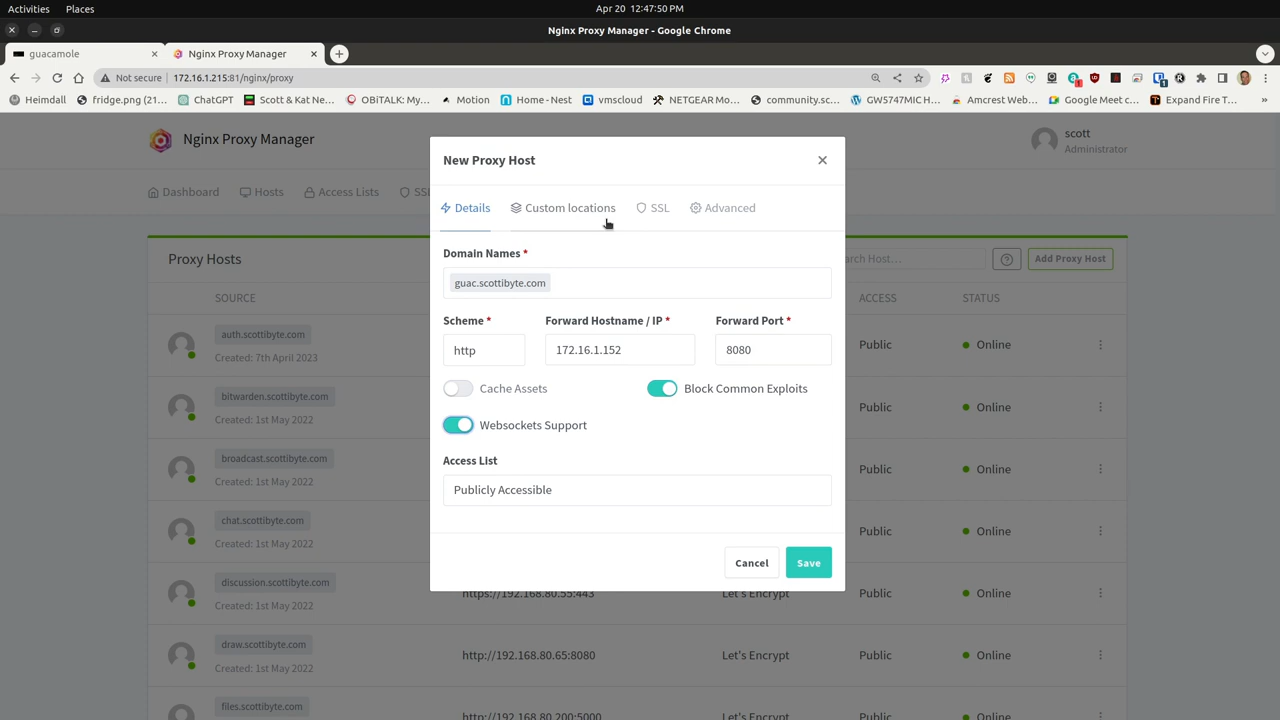 Activities Places Apr 20 12:47:50 PM
Nginx Proxy Manager - Google Chrome
guacamole
Nginx Proxy Manager
Not secure 172.16.1.215:81/nginx/proxy
Heimdall fridge.png (21... ChatGPT Scott & Kat Ne... OBiTALK: My... Motion Home - Nest vmscloud NETGEAR Mo... community.sc... GW5747MIC H... Amcrest Web... Google Meet c... Expand Fire T... »
Nginx Proxy Manager
scott
Administrator
Dashboard Hosts Access Lists SS
New Proxy Host
Details Custom locations SSL Advanced
Domain Names *
guac.scottibyte.com
Scheme * Forward Hostname / IP * Forward Port *
http 172.16.1.152 8080
Cache Assets Block Common Exploits
Websockets Support
Access List
Publicly Accessible
Cancel Save
Proxy Hosts
arch Host... Add Proxy Host
SOURCE ACCESS STATUS
auth.scottibyte.com
Created: 7th April 2023
Public Online
bitwarden.scottibyte.com
Created: 1st May 2022
Public Online
broadcast.scottibyte.com
Created: 1st May 2022
Public Online
chat.scottibyte.com
Created: 1st May 2022
Public Online
discussion.scottibyte.com
Created: 1st May 2022
https://192.168.80.55:443 Let's Encrypt Public Online
draw.scottibyte.com
Created: 1st May 2022
http://192.168.80.65:8080 Let's Encrypt Public Online
files.scottibyte.com
http://192.168.80.200:5000 Let's Encrypt Public Online